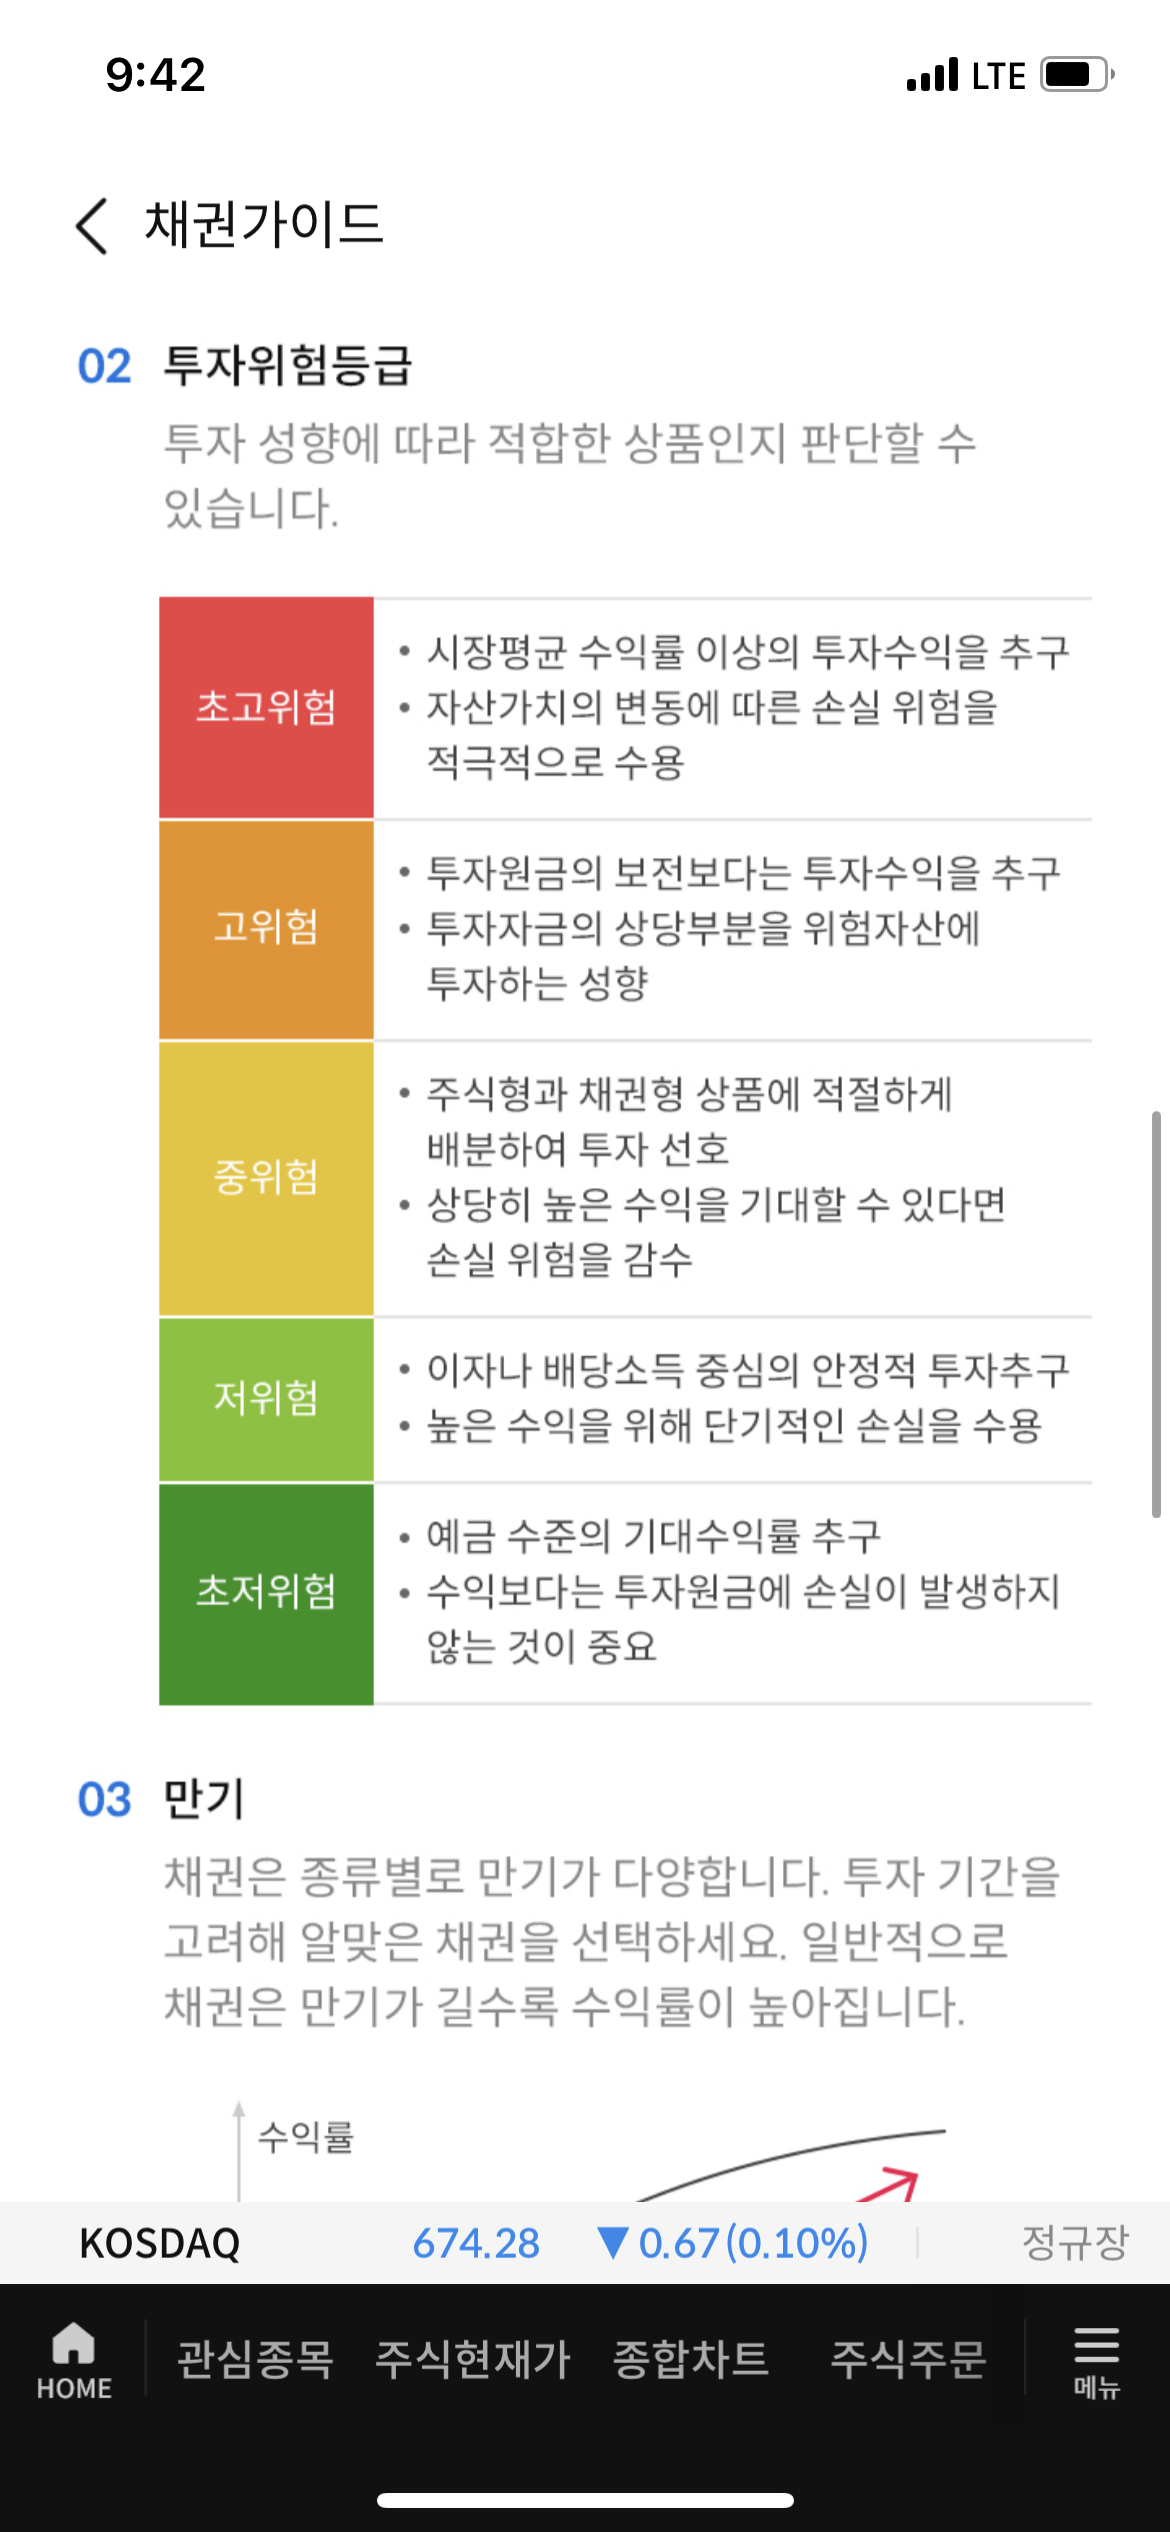 9:42
LTE
채권가이드
02 투자위험등급
투자 성향에 따라 적합한 상품인지 판단할 수
있습니다.
초고위험
• 시장평균 수익률 이상의 투자수익을 추구
• 자산가치의 변동에 따른 손실 위험을
적극적으로 수용
고위험
• 투자원금의 보전보다는 투자수익을 추구
• 투자자금의 상당부분을 위험자산에
투자하는 성향
중위험
• 주식형과 채권형 상품에 적절하게
배분하여 투자 선호
• 상당히 높은 수익을 기대할 수 있다면
손실 위험을 감수
저위험
• 이자나 배당소득 중심의 안정적 투자추구
• 높은 수익을 위해 단기적인 손실을 수용
초저위험
• 예금 수준의 기대수익률 추구
• 수익보다는 투자원금에 손실이 발생하지
않는 것이 중요
03 만기
채권은 종류별로 만기가 다양합니다. 투자 기간을
고려해 알맞은 채권을 선택하세요. 일반적으로
채권은 만기가 길수록 수익률이 높아집니다.
수익률
KOSDAQ 674.28 ▼0.67(0.10%) 정규장
HOME 관심종목 주식현재가 종합차트 주식주문 메뉴